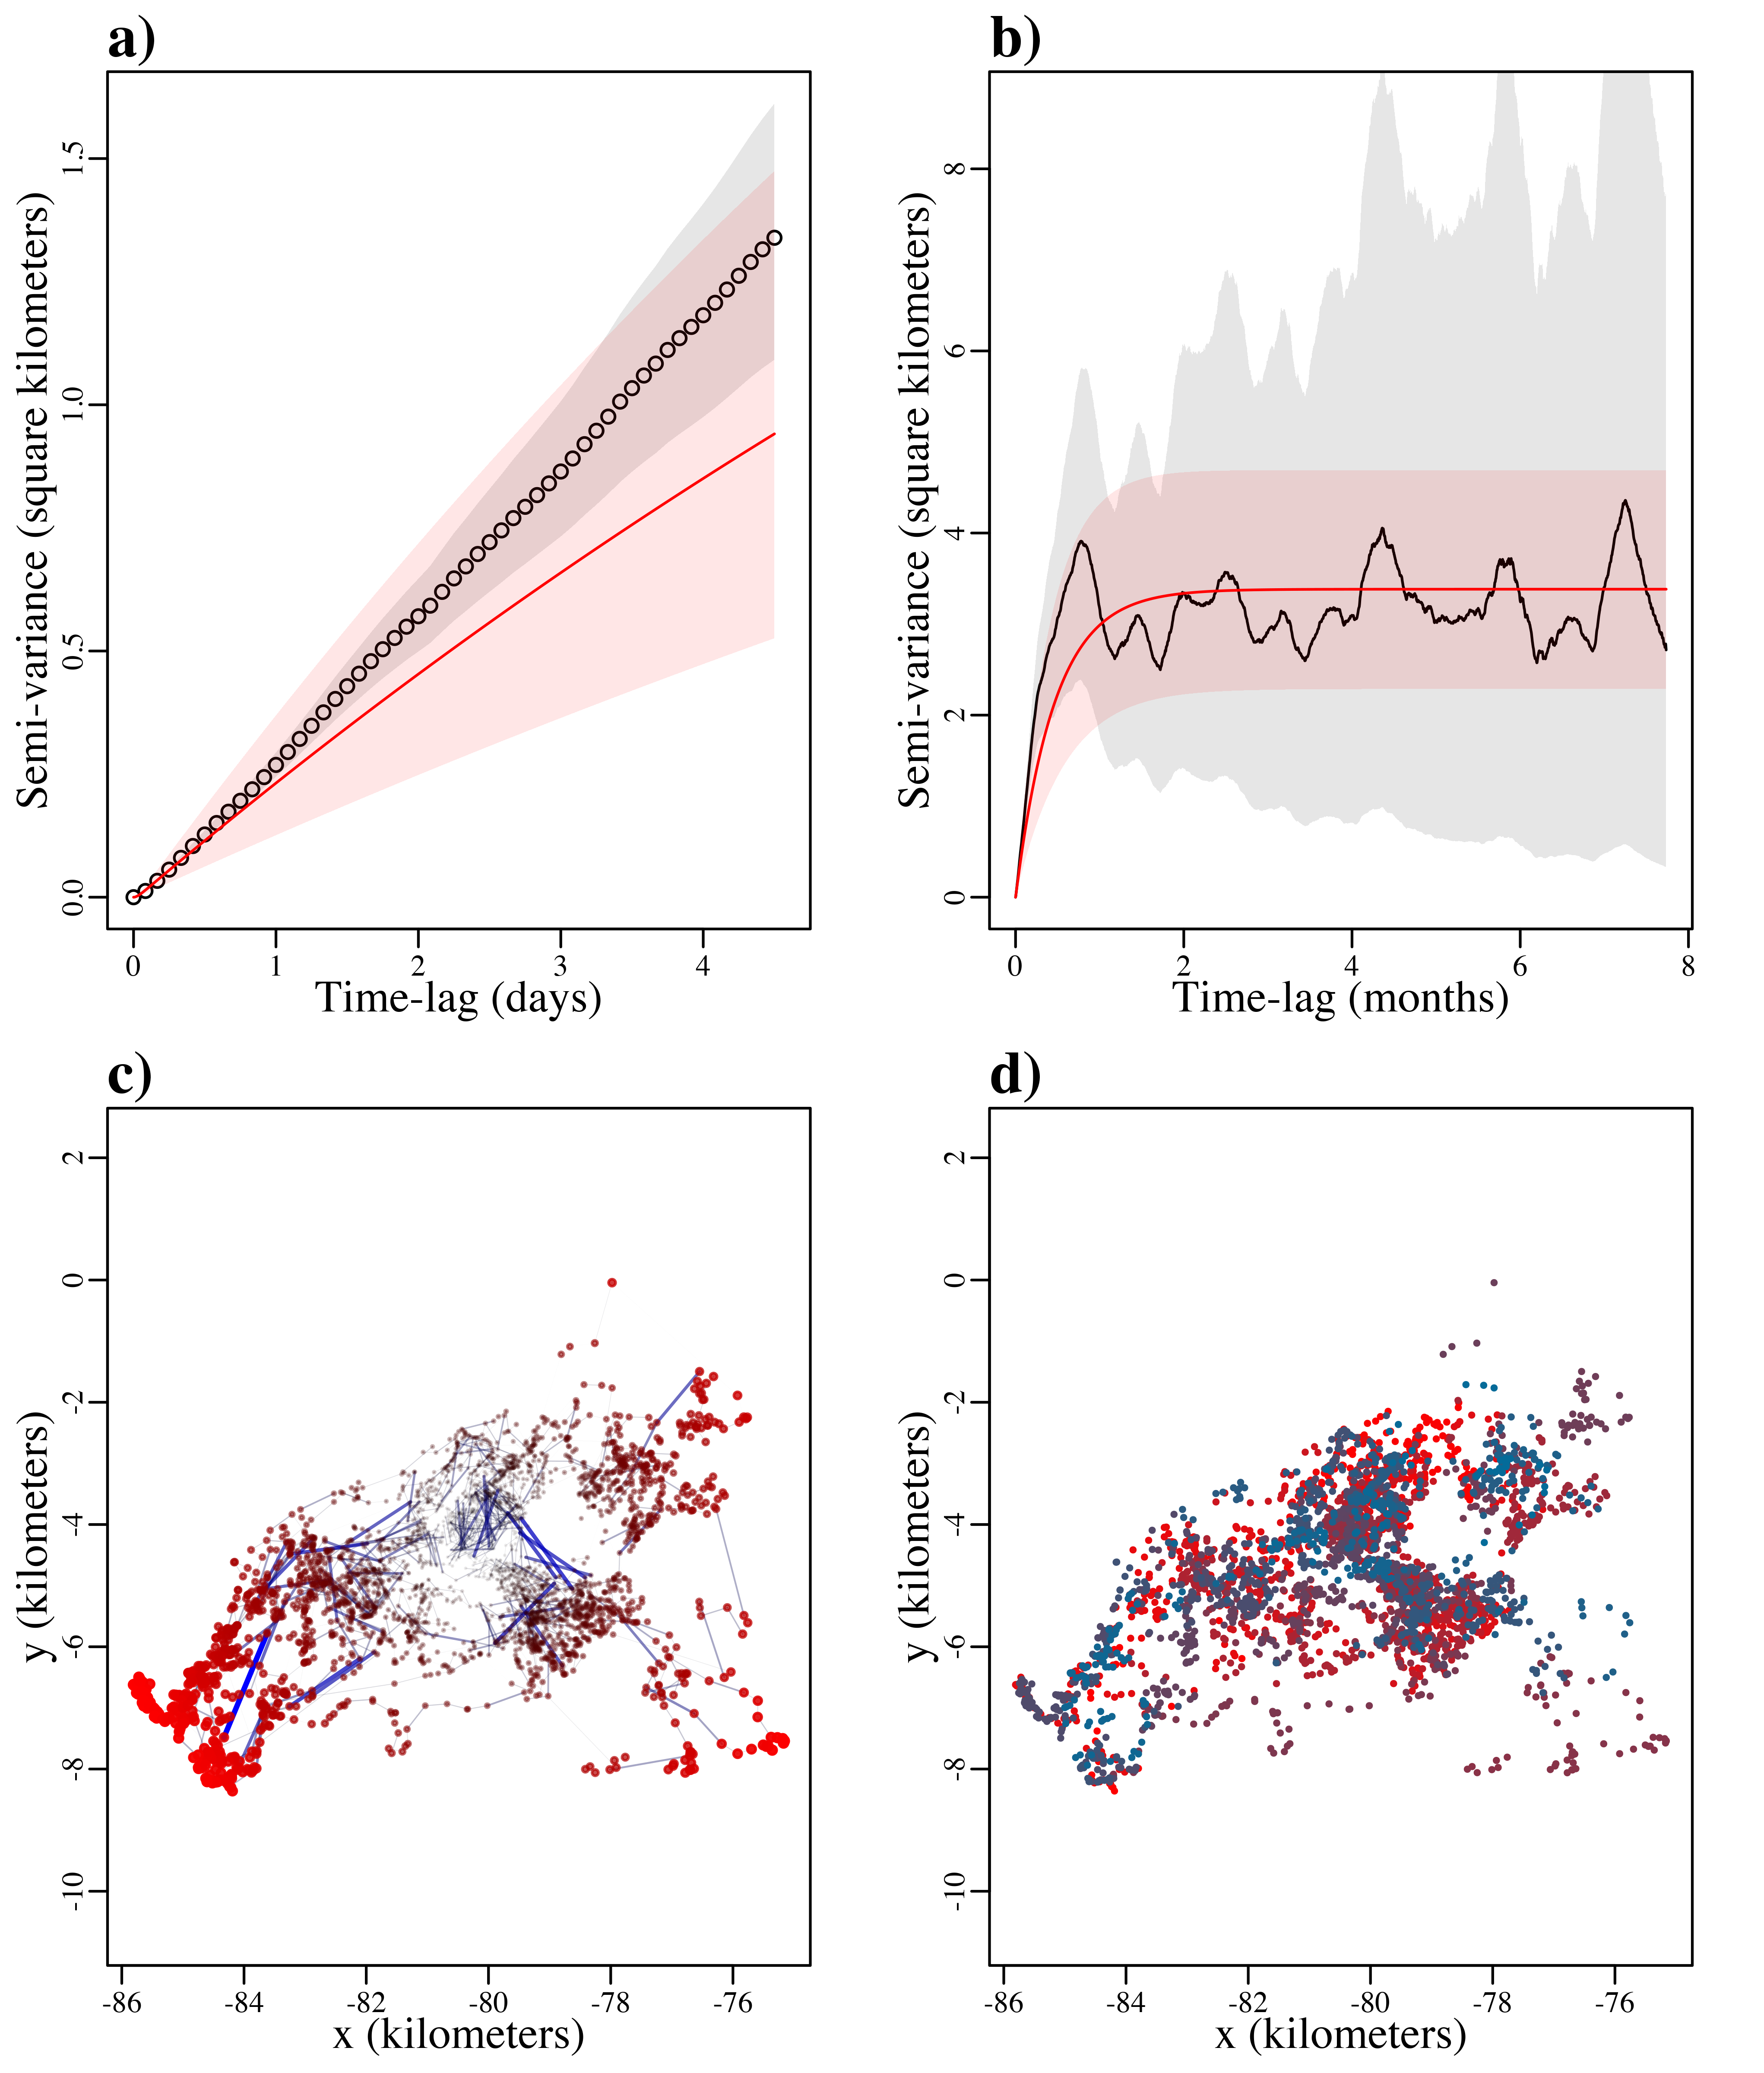 a)
Semi-variance (square kilometers)
1.5
1.0
0.5
0.0
0 1 2 3 4
Time-lag (days)
b)
Semi-variance (square kilometers)
8
6
4
2
0
0 2 4 6 8
Time-lag (months)
c)
y (kilometers)
2
0
-2
-4
-6
-8
-10
-86 -84 -82 -80 -78 -76
x (kilometers)
d)
y (kilometers)
2
0
-2
-4
-6
-8
-10
-86 -84 -82 -80 -78 -76
x (kilometers)